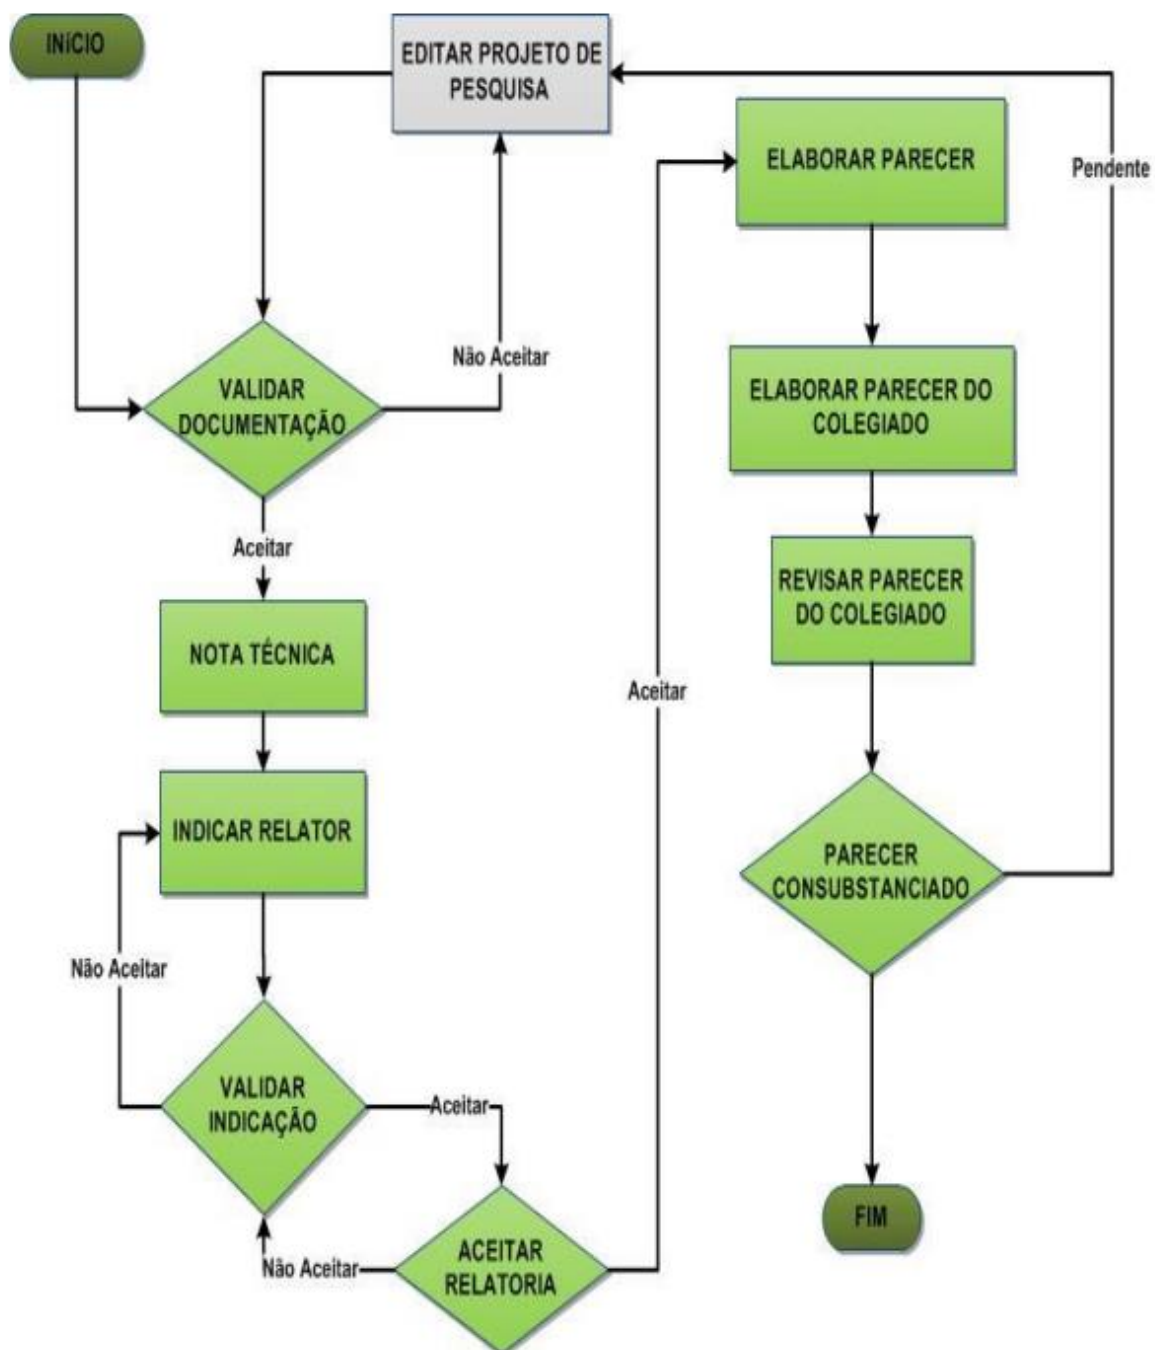 INÍCIO
EDITAR PROJETO DE
PESQUISA
ELABORAR PARECER
Pendente
Não Aceitar
VALIDAR
DOCUMENTAÇÃO
ELABORAR PARECER DO
COLEGIADO
Aceitar
REVISAR PARECER
DO COLEGIADO
NOTA TÉCNICA
Aceitar
INDICAR RELATOR
PARECER
CONSUBSTANCIADO
Não Aceitar
VALIDAR
INDICAÇÃO
Aceitar
FIM
Não Aceitar
ACEITAR
RELATORIA